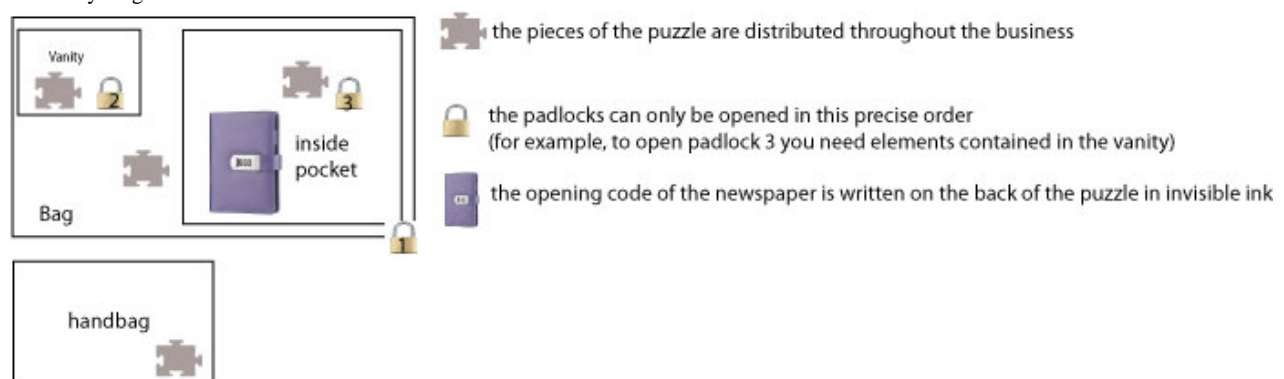 the pieces of the puzzle are distributed throughout the business
Vanity
2
3
the padlocks can only be opened in this precise order
(for example, to open padlock 3 you need elements contained in the vanity)
inside
pocket
the opening code of the newspaper is written on the back of the puzzle in invisible ink
Bag
1
handbag